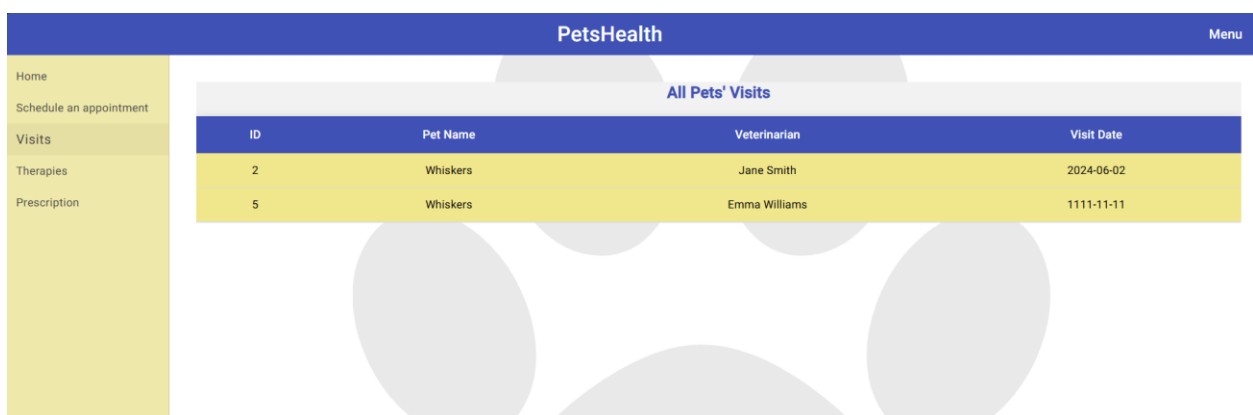 PetsHealth
Menu
Home
Schedule an appointment
Visits
Therapies
Prescription
All Pets' Visits
ID Pet Name Veterinarian Visit Date
2 Whiskers Jane Smith 2024-06-02
5 Whiskers Emma Williams 1111-11-11